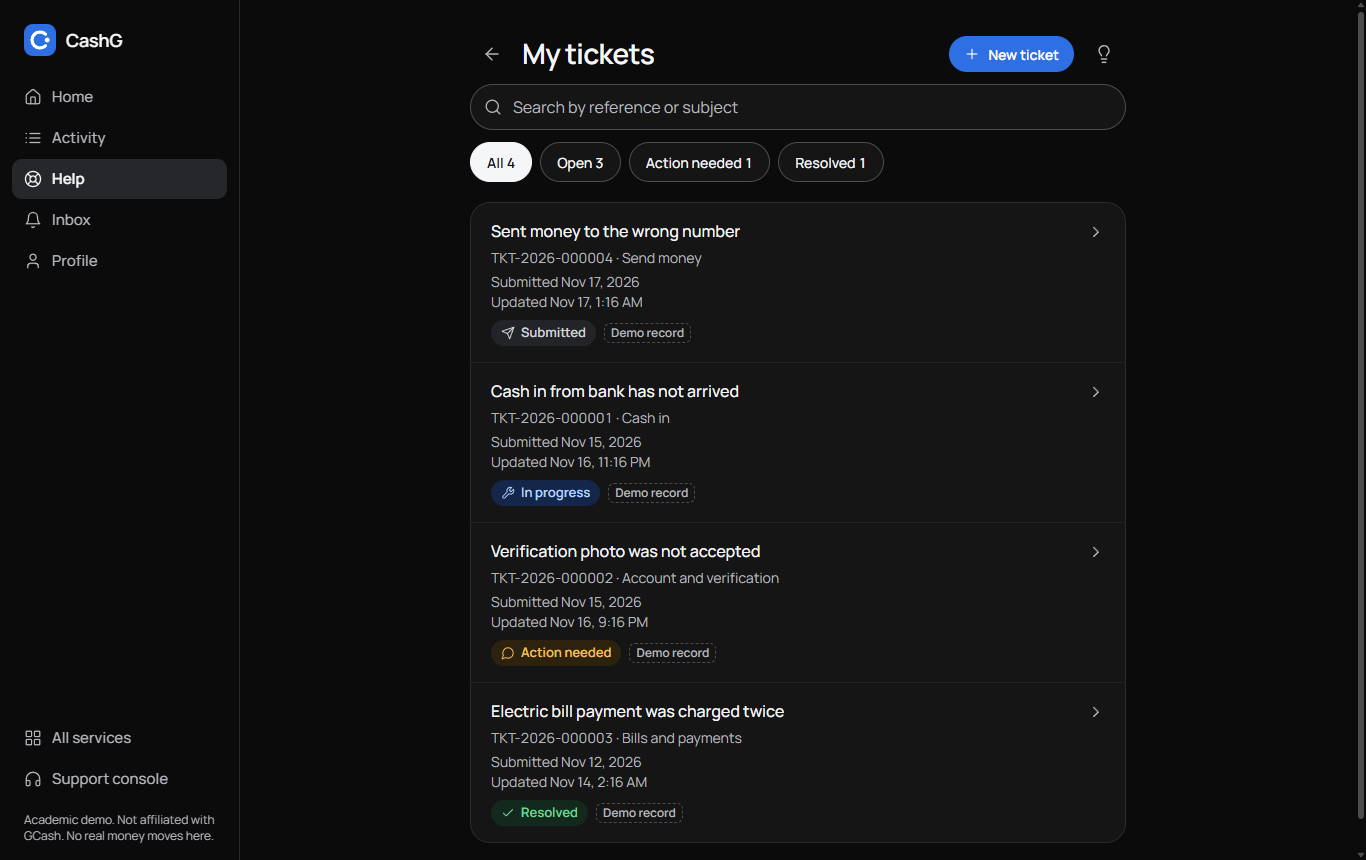 CashG
Home
Activity
Help
Inbox
Profile
All services
Support console
Academic demo. Not affiliated with
GCash. No real money moves here.
My tickets
New ticket
Search by reference or subject
All 4
Open 3
Action needed 1
Resolved 1
Sent money to the wrong number
TKT-2026-000004 · Send money
Submitted Nov 17, 2026
Updated Nov 17, 1:16 AM
Submitted
Demo record
Cash in from bank has not arrived
TKT-2026-000001 · Cash in
Submitted Nov 15, 2026
Updated Nov 16, 11:16 PM
In progress
Demo record
Verification photo was not accepted
TKT-2026-000002 · Account and verification
Submitted Nov 15, 2026
Updated Nov 16, 9:16 PM
Action needed
Demo record
Electric bill payment was charged twice
TKT-2026-000003 · Bills and payments
Submitted Nov 12, 2026
Updated Nov 14, 2:16 AM
Resolved
Demo record